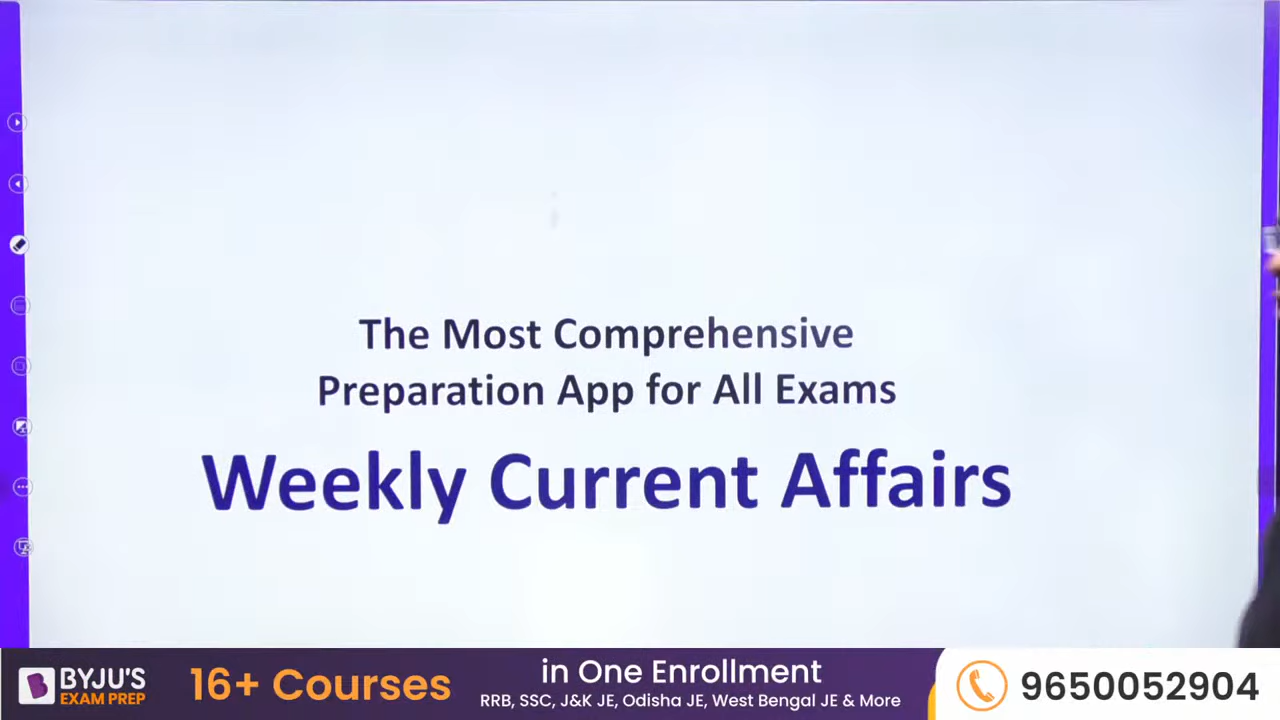 The Most Comprehensive
Preparation App for All Exams
Weekly Current Affairs
BYJU'S
EXAM PREP
16+ Courses
in One Enrollment
RRB, SSC, J&K JE, Odisha JE, West Bengal JE & More
9650052904